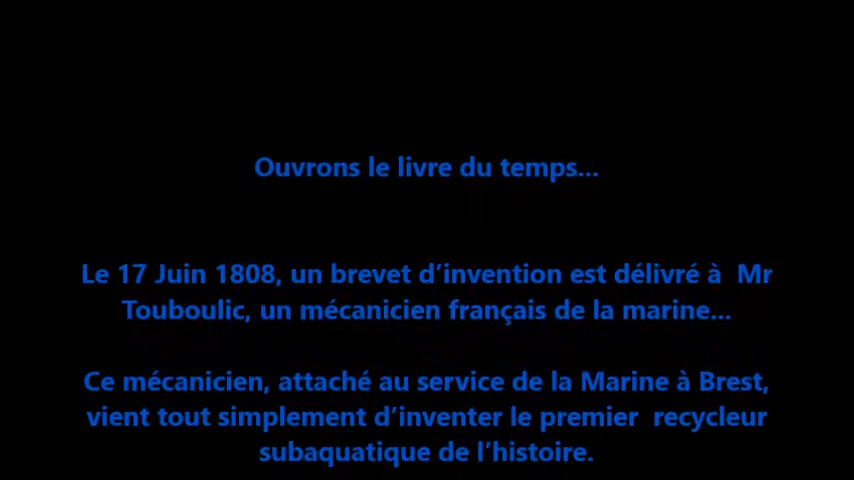 Ouvrons le livre du temps...
Le 17 Juin 1808, un brevet d’invention est délivré à  Mr
Touboulic, un mécanicien français de la marine...
Ce mécanicien, attaché au service de la Marine à Brest,
vient tout simplement d’inventer le premier  recycleur
subaquatique de l’histoire.